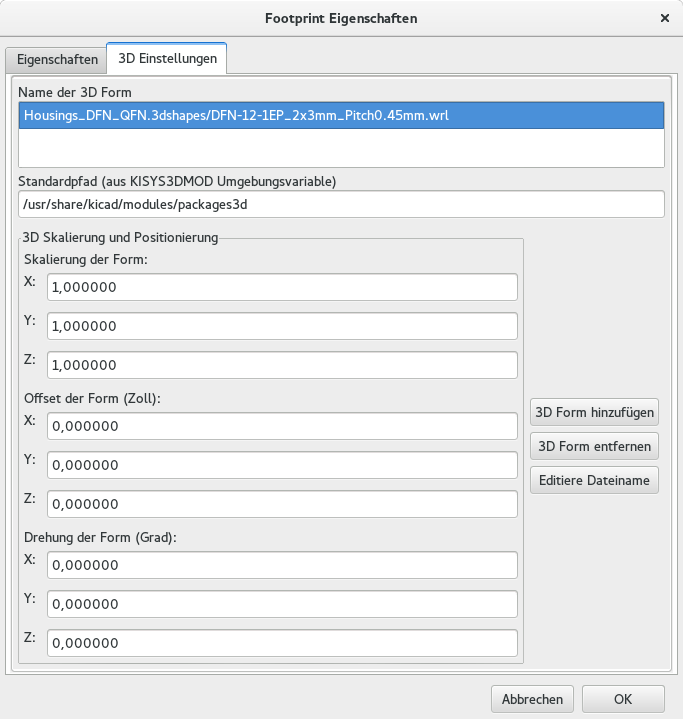 Footprint Eigenschaften
Eigenschaften
3D Einstellungen
Name der 3D Form
Housings_DFN_QFN.3dshapes/DFN-12-1EP_2x3mm_Pitch0.45mm.wrl
Standardpfad (aus KISYS3DMOD Umgebungsvariable)
/usr/share/kicad/modules/packages3d
3D Skalierung und Positionierung
Skalierung der Form:
X: 1,000000
Y: 1,000000
Z: 1,000000
Offset der Form (Zoll):
X: 0,000000
Y: 0,000000
Z: 0,000000
Drehung der Form (Grad):
X: 0,000000
Y: 0,000000
Z: 0,000000
3D Form hinzufügen
3D Form entfernen
Editiere Dateiname
Abbrechen
OK